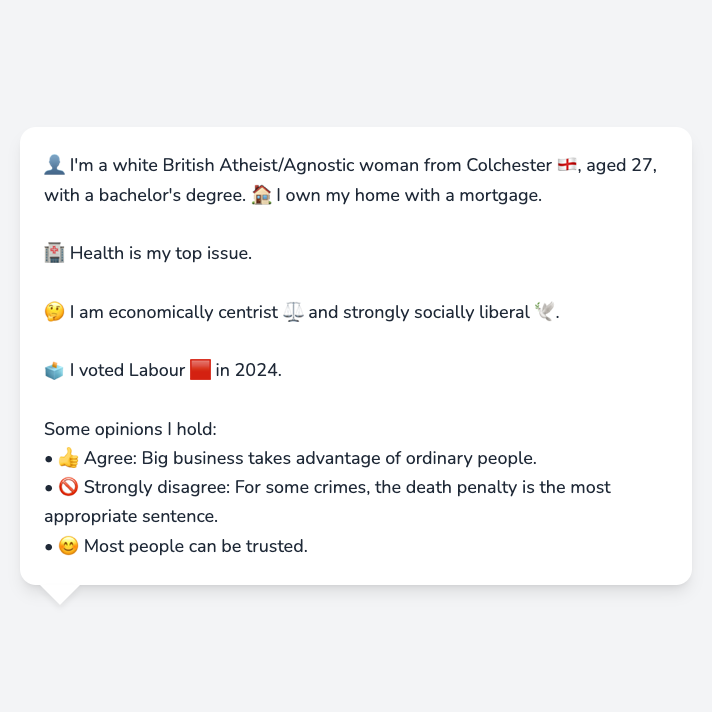 👤 I'm a white British Atheist/Agnostic woman from Colchester 🏴󠁧󠁢󠁥󠁮󠁧󠁿, aged 27,
with a bachelor's degree. 🏠 I own my home with a mortgage.
🏥 Health is my top issue.
🤔 I am economically centrist ⚖️ and strongly socially liberal 🕊️.
🗳️ I voted Labour 🟥 in 2024.
Some opinions I hold:
• 👍 Agree: Big business takes advantage of ordinary people.
• 🚫 Strongly disagree: For some crimes, the death penalty is the most
appropriate sentence.
• 😊 Most people can be trusted.